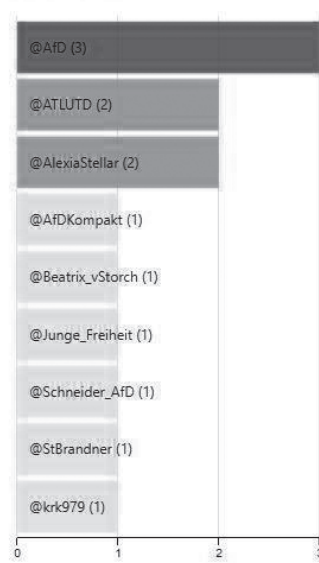 @AfD (3)
@ATLUTD (2)
@AlexiaStellar (2)
@AfDKompakt (1)
@Beatrix_vStorch (1)
@Junge_Freiheit (1)
@Schneider_AfD (1)
@StBrandner (1)
@krk979 (1)
0 1 2 3